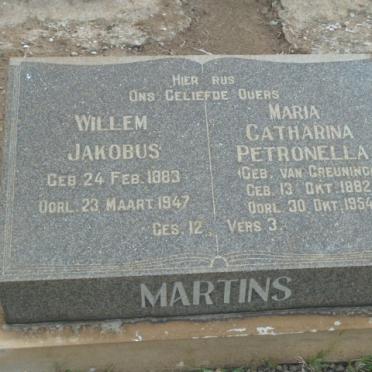 HIER RUS
ONS GELIEFDE OUERS
WILLEM
JAKOBUS
GEB. 24 FEB. 1883
OORL. 23 MAART 1947
MARIA
CATHARINA
PETRONELLA
(GEB. VAN GREUNING)
GEB. 13 OKT. 1882
OORL. 30 OKT. 1954
GES. 12. VERS 3.
MARTINS